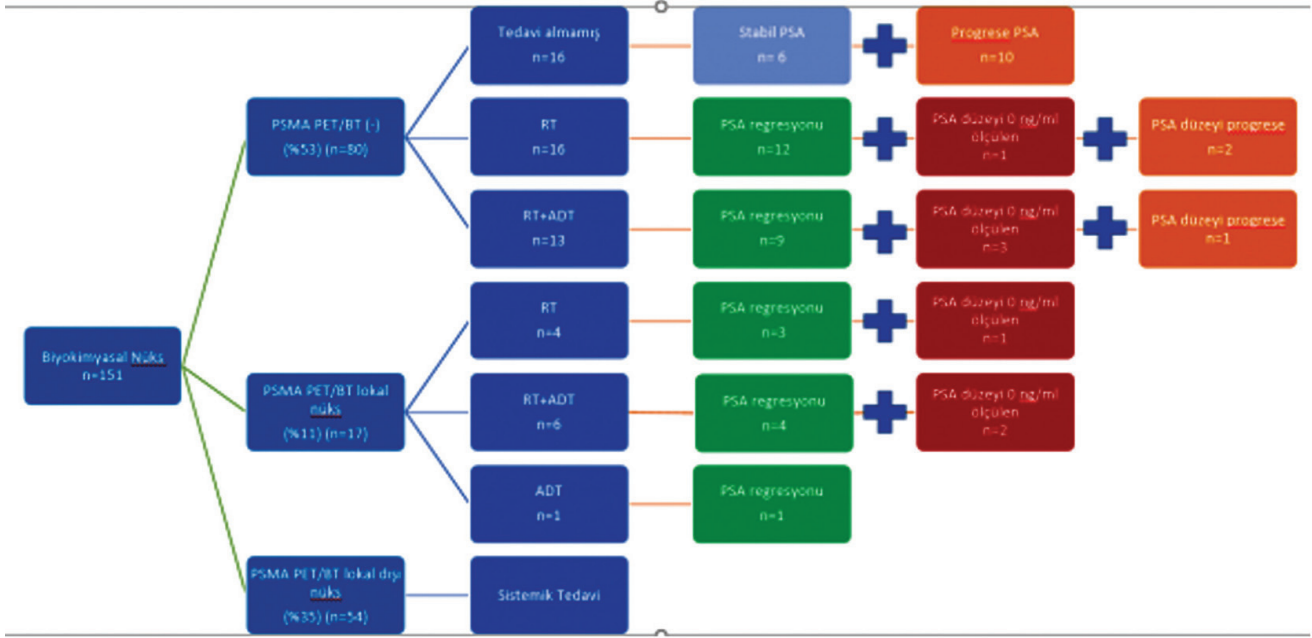 Tedavi almamış
n=16
Stabil PSA
n= 6
Progrese PSA
n=10
PSMA PET/BT (-)
(%53) (n=80)
RT
n=16
PSA regresyonu
n=12
PSA düzeyi 0 ng/ml
ölçülen
n=1
PSA düzeyi progrese
n=2
RT+ADT
n=13
PSA regresyonu
n=9
PSA düzeyi 0 ng/ml
ölçülen
n=3
PSA düzeyi progrese
n=1
Biyokimyasal Nüks
n=151
RT
n=4
PSA regresyonu
n=3
PSA düzeyi 0 ng/ml
ölçülen
n=1
PSMA PET/BT lokal
nüks
(%11) (n=17)
RT+ADT
n=6
PSA regresyonu
n=4
PSA düzeyi 0 ng/ml
ölçülen
n=2
ADT
n=1
PSA regresyonu
n=1
PSMA PET/BT lokal dışı
nüks
(%35) (n=54)
Sistemik Tedavi